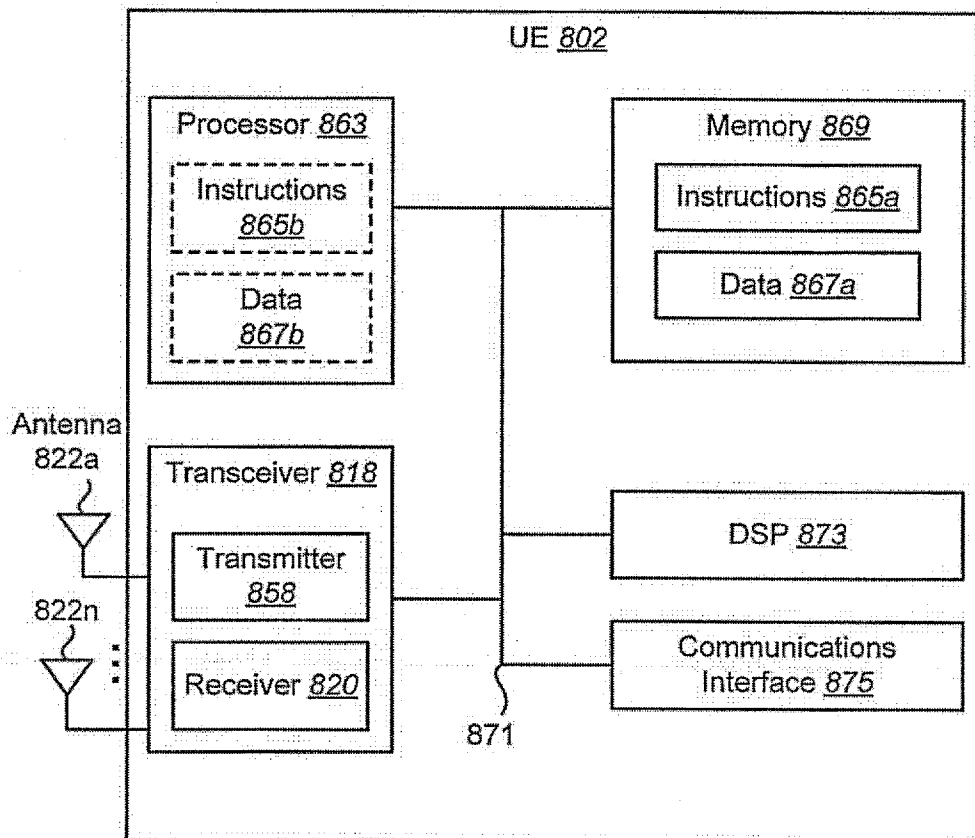 UE 802
Processor 863
Instructions
865b
Data
867b
Memory 869
Instructions 865a
Data 867a
Antenna
822a
822n
Transceiver 818
Transmitter
858
Receiver 820
DSP 873
Communications
Interface 875
871